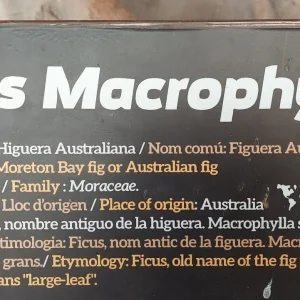 s Macrophy
Higuera Australiana / Nom comú: Figuera Au
Moreton Bay fig or Australian fig
/ Family : Moraceae.
Lloc d'origen / Place of origin: Australia
, nombre antiguo de la higuera. Macrophylla s
timologia: Ficus, nom antic de la figuera. Mac
grans./ Etymology: Ficus, old name of the fig
ans "large-leaf".